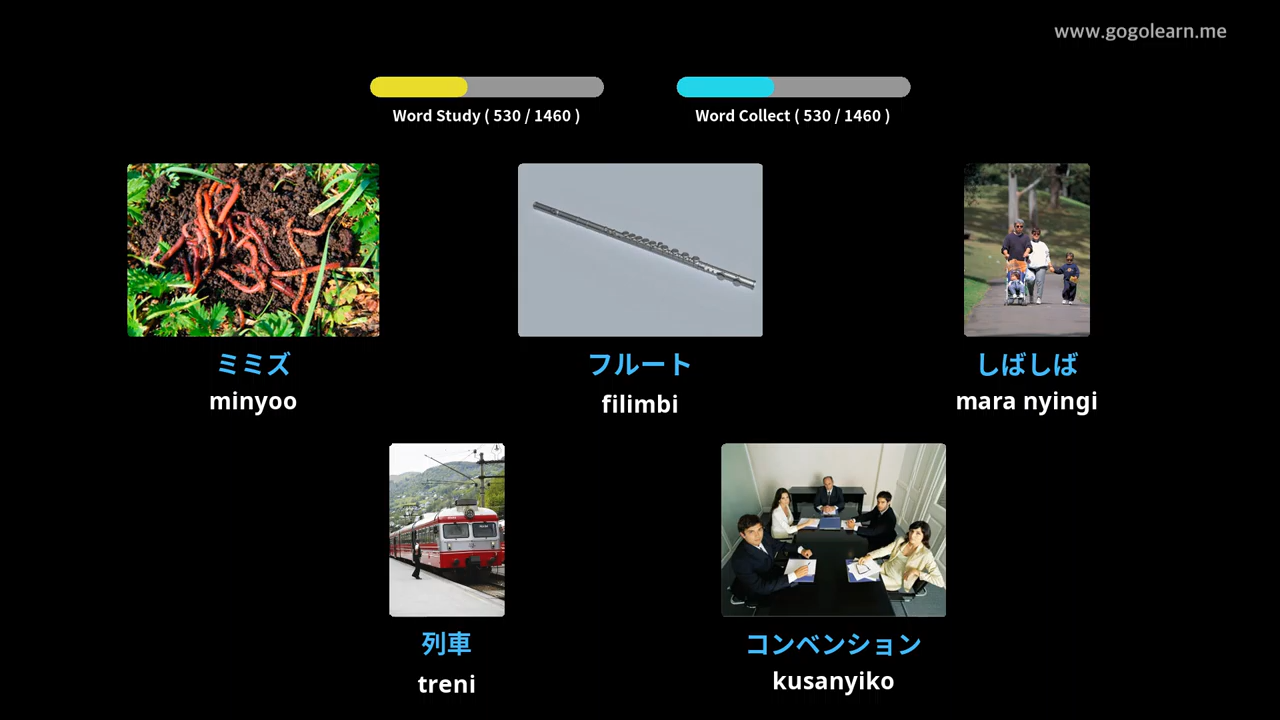 www.gogolearn.me
Word Study ( 530 / 1460 )
Word Collect ( 530 / 1460 )
ミミズ
minyoo
フルート
filimbi
しばしば
mara nyingi
列車
treni
コンベンション
kusanyiko